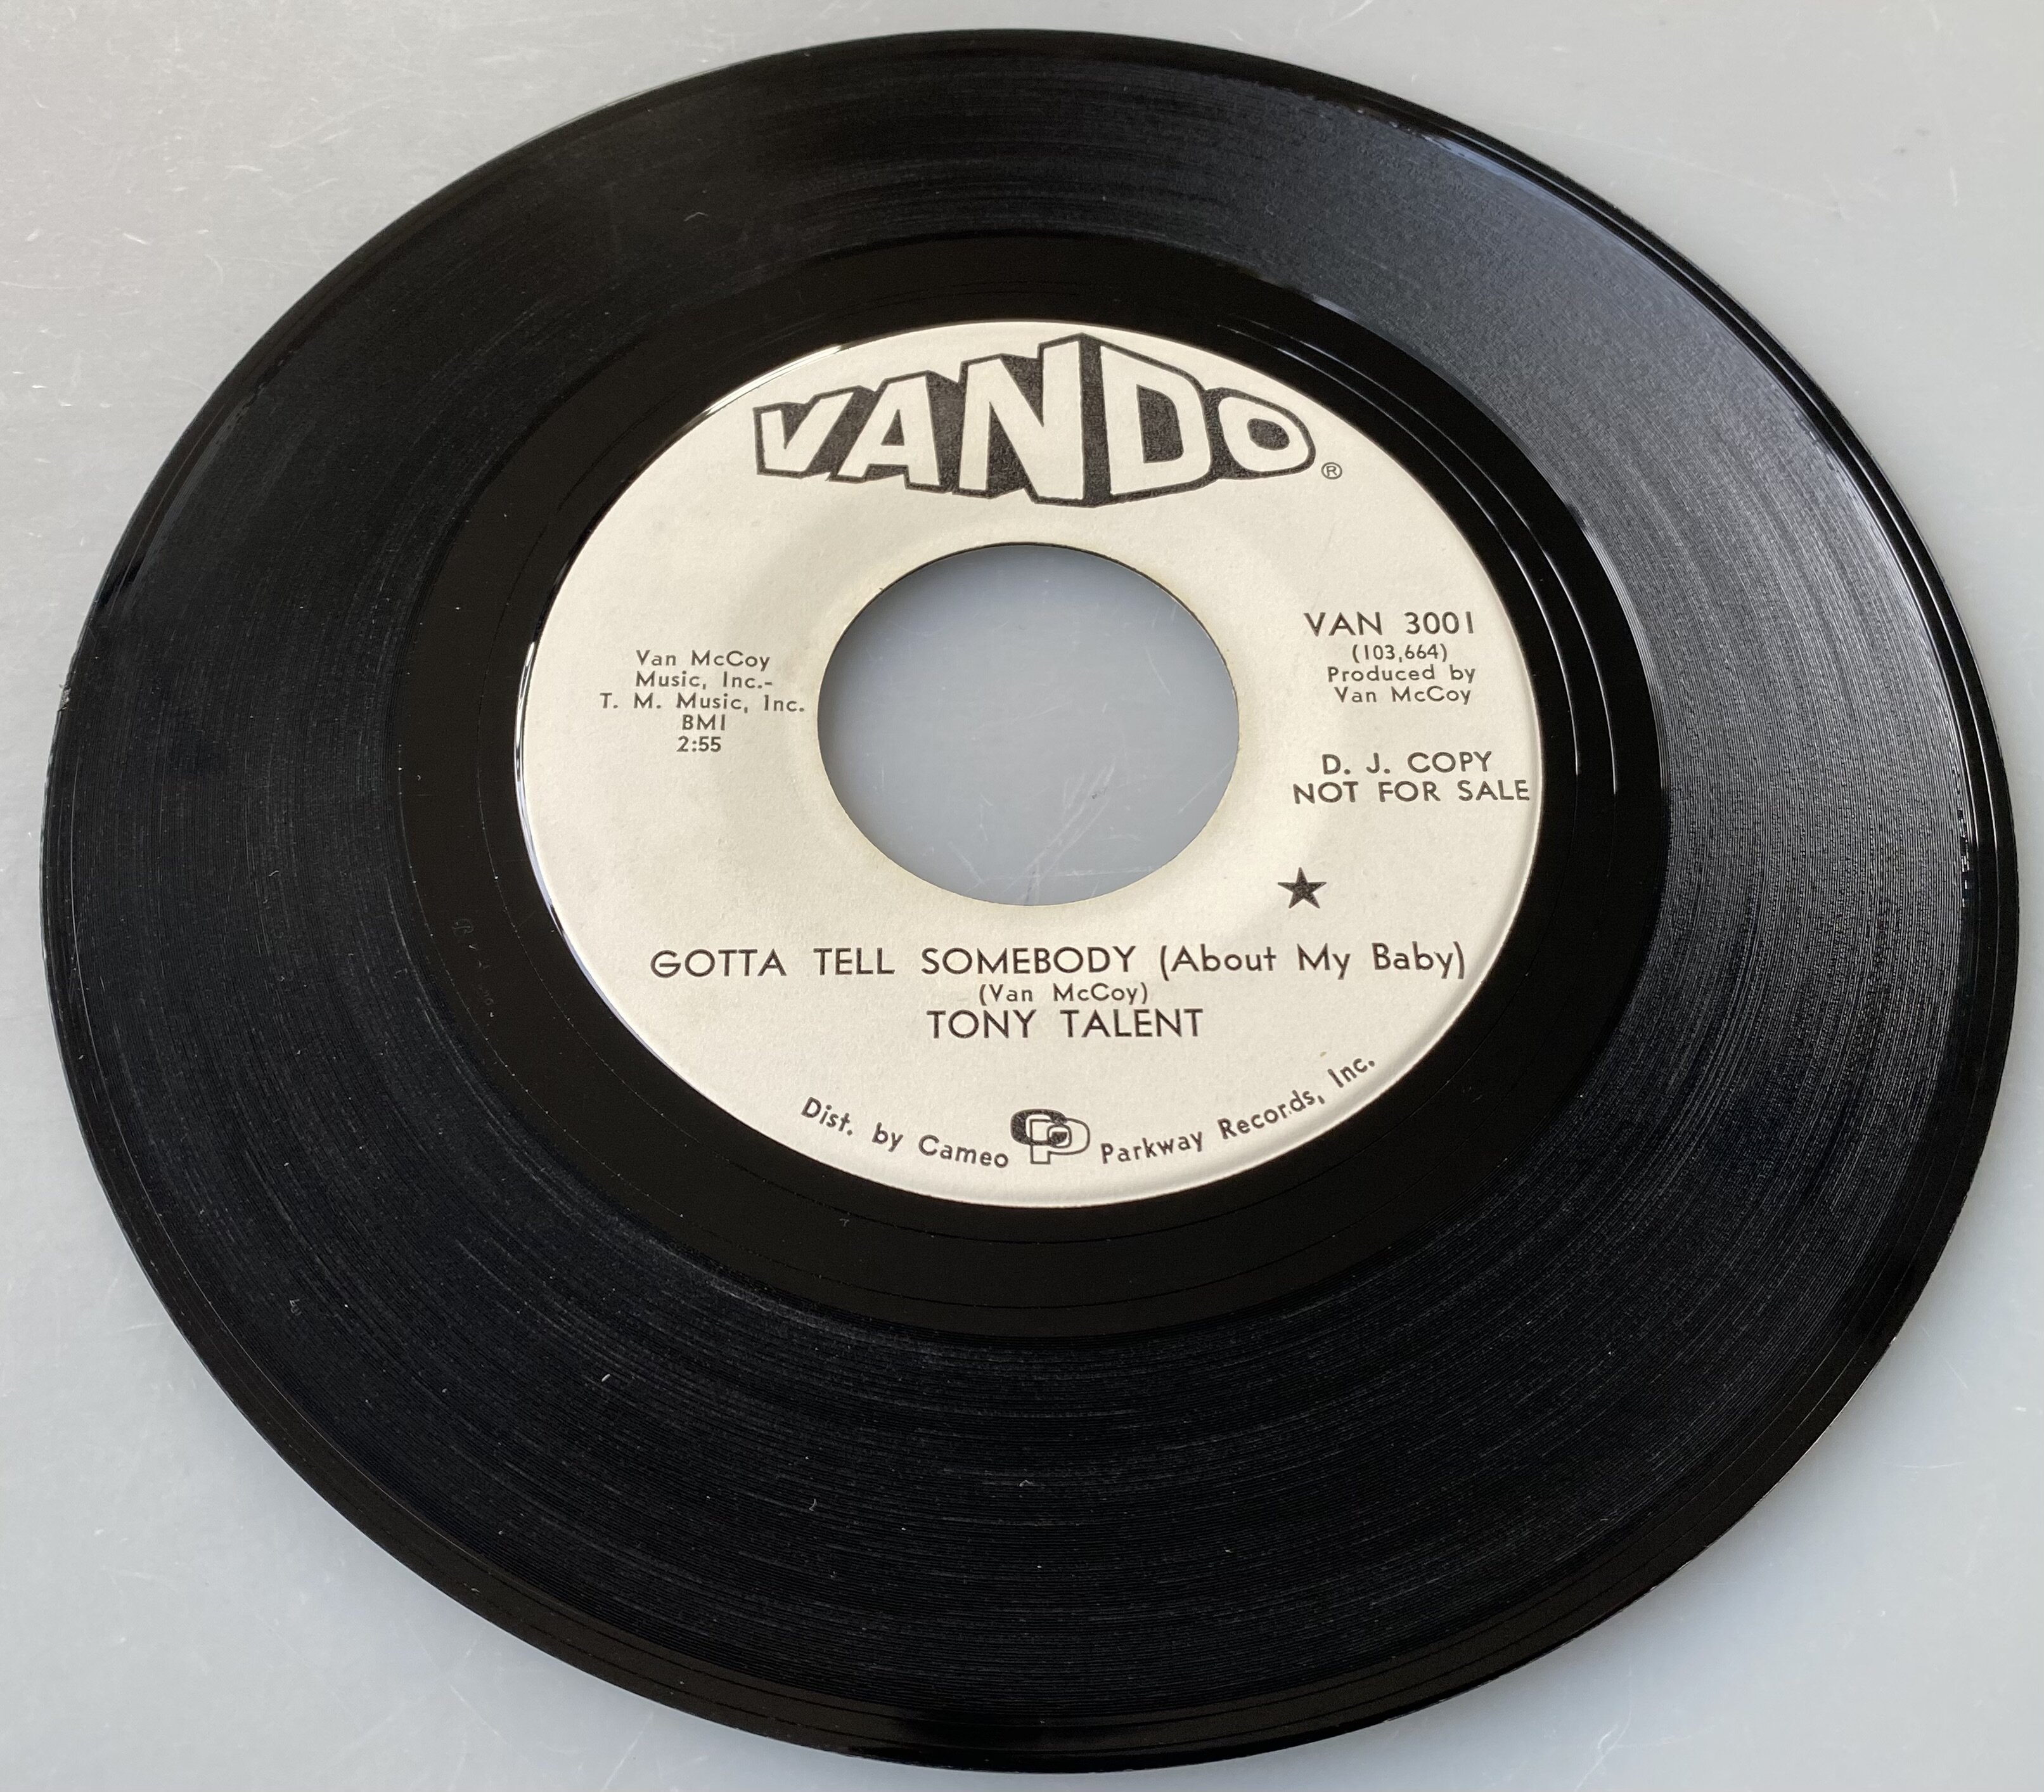 VANDO ®
Van McCoy
Music, Inc.-
T. M. Music, Inc.
BMI
2:55
VAN 3001
(103,664)
Produced by
Van McCoy
D. J. COPY
NOT FOR SALE
GOTTA TELL SOMEBODY (About My Baby)
(Van McCoy)
TONY TALENT
Dist. by Cameo CP Parkway Records, Inc.